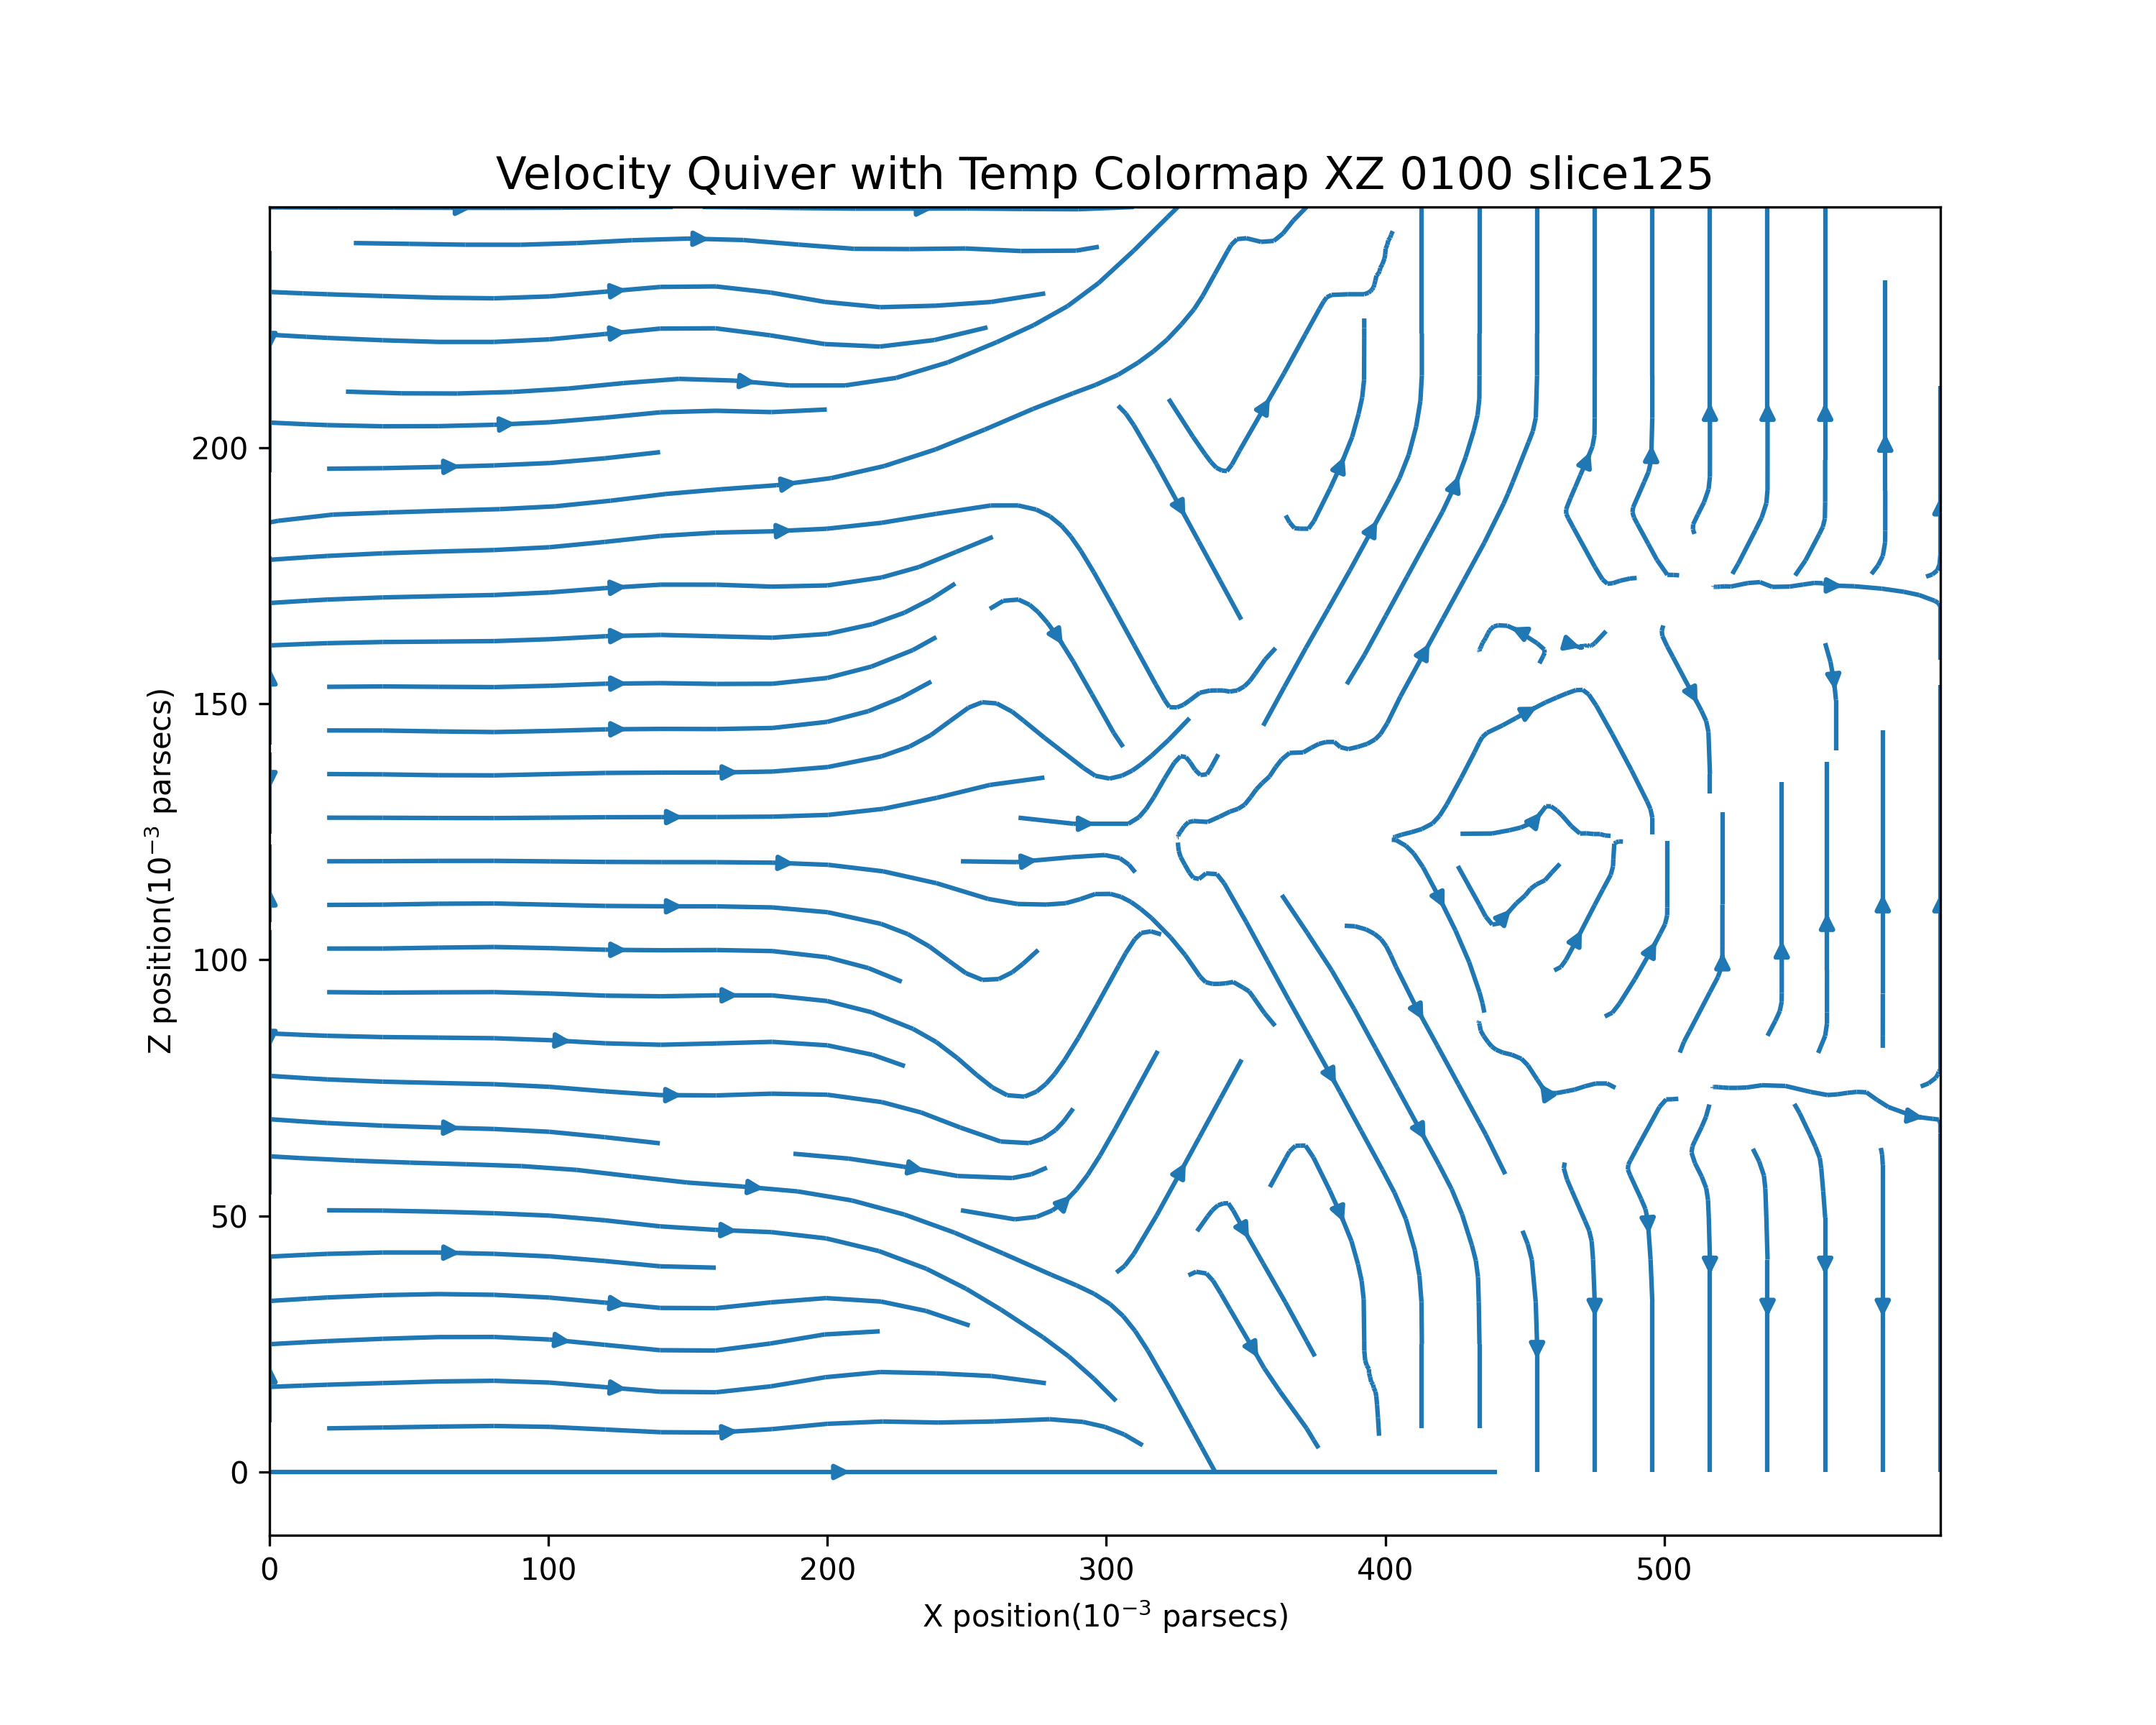 Velocity Quiver with Temp Colormap XZ 0100 slice125
200
150
100
50
0
Z position(10⁻³ parsecs)
0 100 200 300 400 500
X position(10⁻³ parsecs)